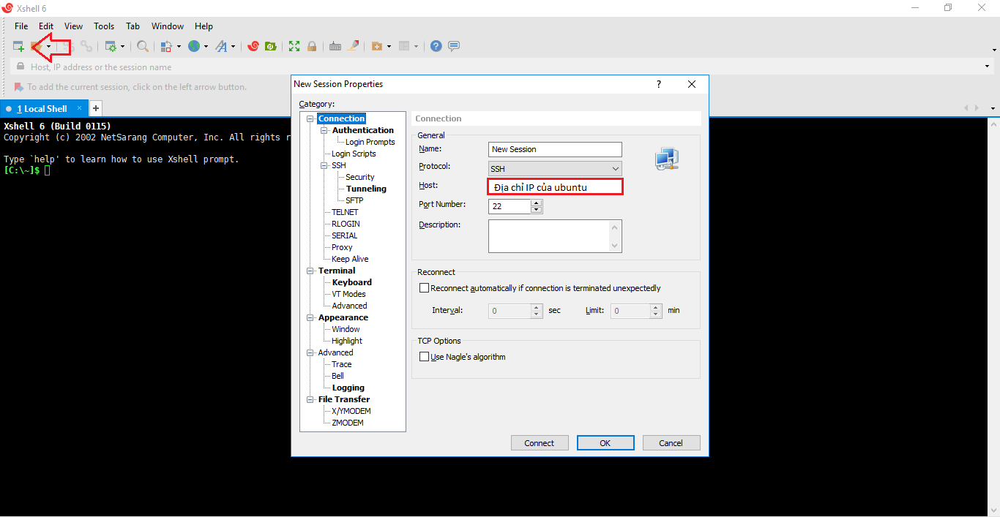 Xshell 6
File Edit View Tools Tab Window Help
Host, IP address or the session name
To add the current session, click on the left arrow button.
1 Local Shell
Xshell 6 (Build 0115)
Copyright (c) 2002 NetSarang Computer, Inc. All rights r
Type `help' to learn how to use Xshell prompt.
[C:\~]$
New Session Properties
Category:
Connection
Authentication
Login Prompts
Login Scripts
SSH
Security
Tunneling
SFTP
TELNET
RLOGIN
SERIAL
Proxy
Keep Alive
Terminal
Keyboard
VT Modes
Advanced
Appearance
Window
Highlight
Advanced
Trace
Bell
Logging
File Transfer
X/YMODEM
ZMODEM
Connection
General
Name: New Session
Protocol: SSH
Host: Địa chỉ IP của ubuntu
Port Number: 22
Description:
Reconnect
Reconnect automatically if connection is terminated unexpectedly
Interval: 0 sec Limit: 0 min
TCP Options
Use Nagle's algorithm
Connect OK Cancel